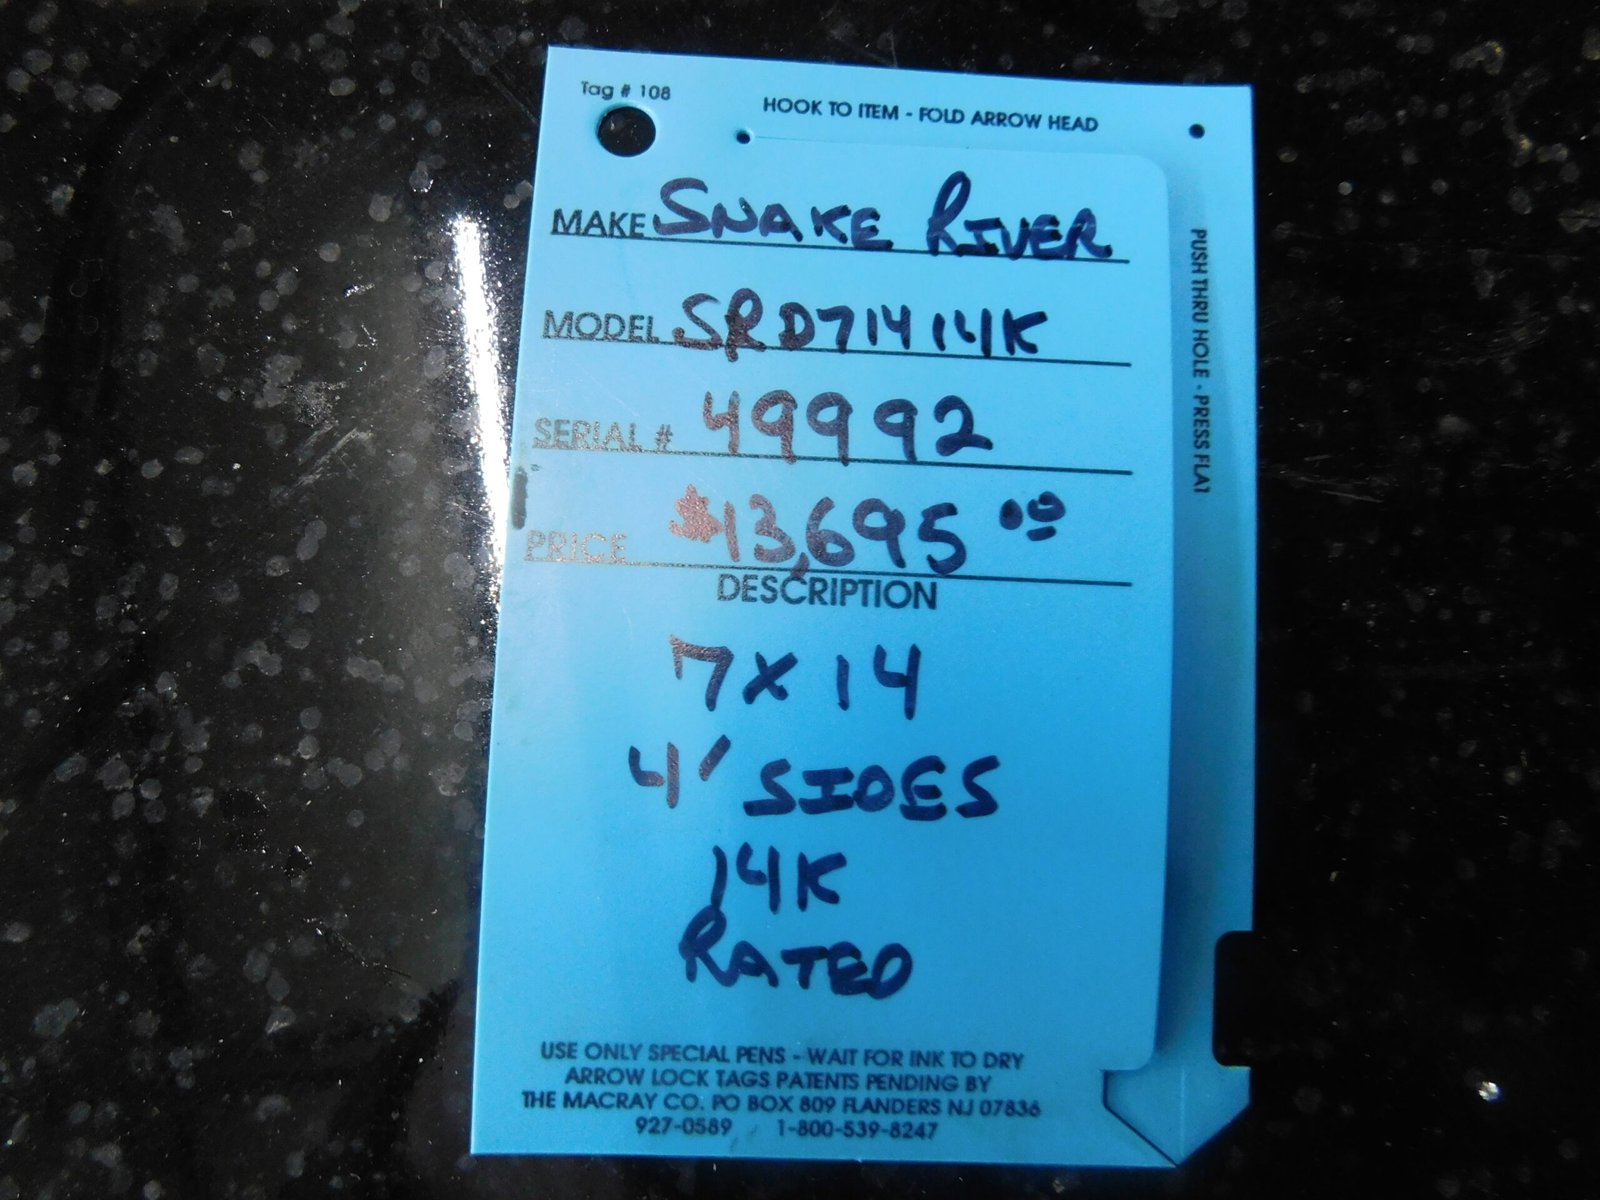 Tag # 108
HOOK TO ITEM - FOLD ARROW HEAD
MAKE SNAKE RIVER
MODEL SRD714 14K
SERIAL # 49992
PRICE $13,695 00
DESCRIPTION
7 X 14
4' SIDES
14K
RATED
USE ONLY SPECIAL PENS - WAIT FOR INK TO DRY
ARROW LOCK TAGS PATENTS PENDING BY
THE MACRAY CO. PO BOX 809 FLANDERS NJ 07836
927-0589 1-800-539-8247
PUSH THRU HOLE - PRESS FLAT